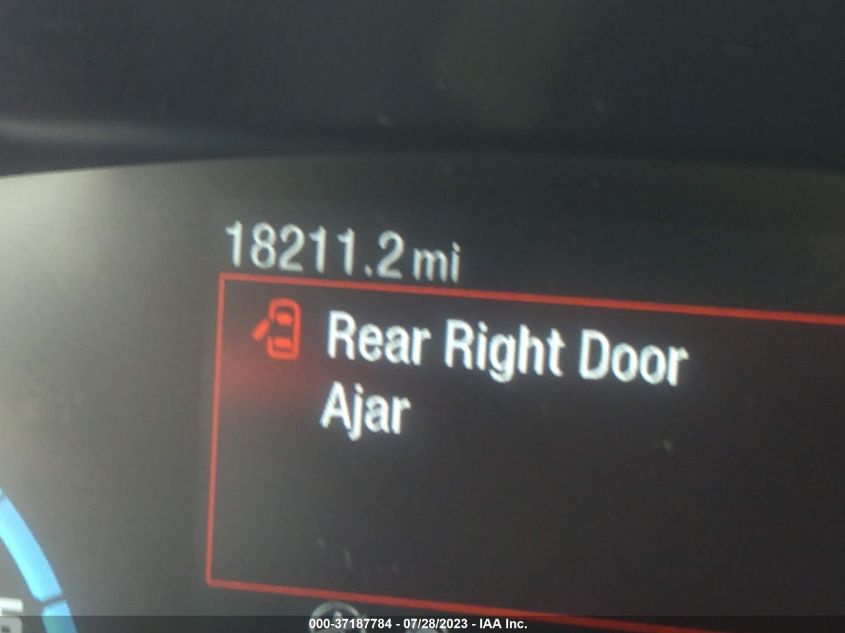 18211.2 mi
Rear Right Door
Ajar
000-37187784 - 07/28/2023 - IAA Inc.